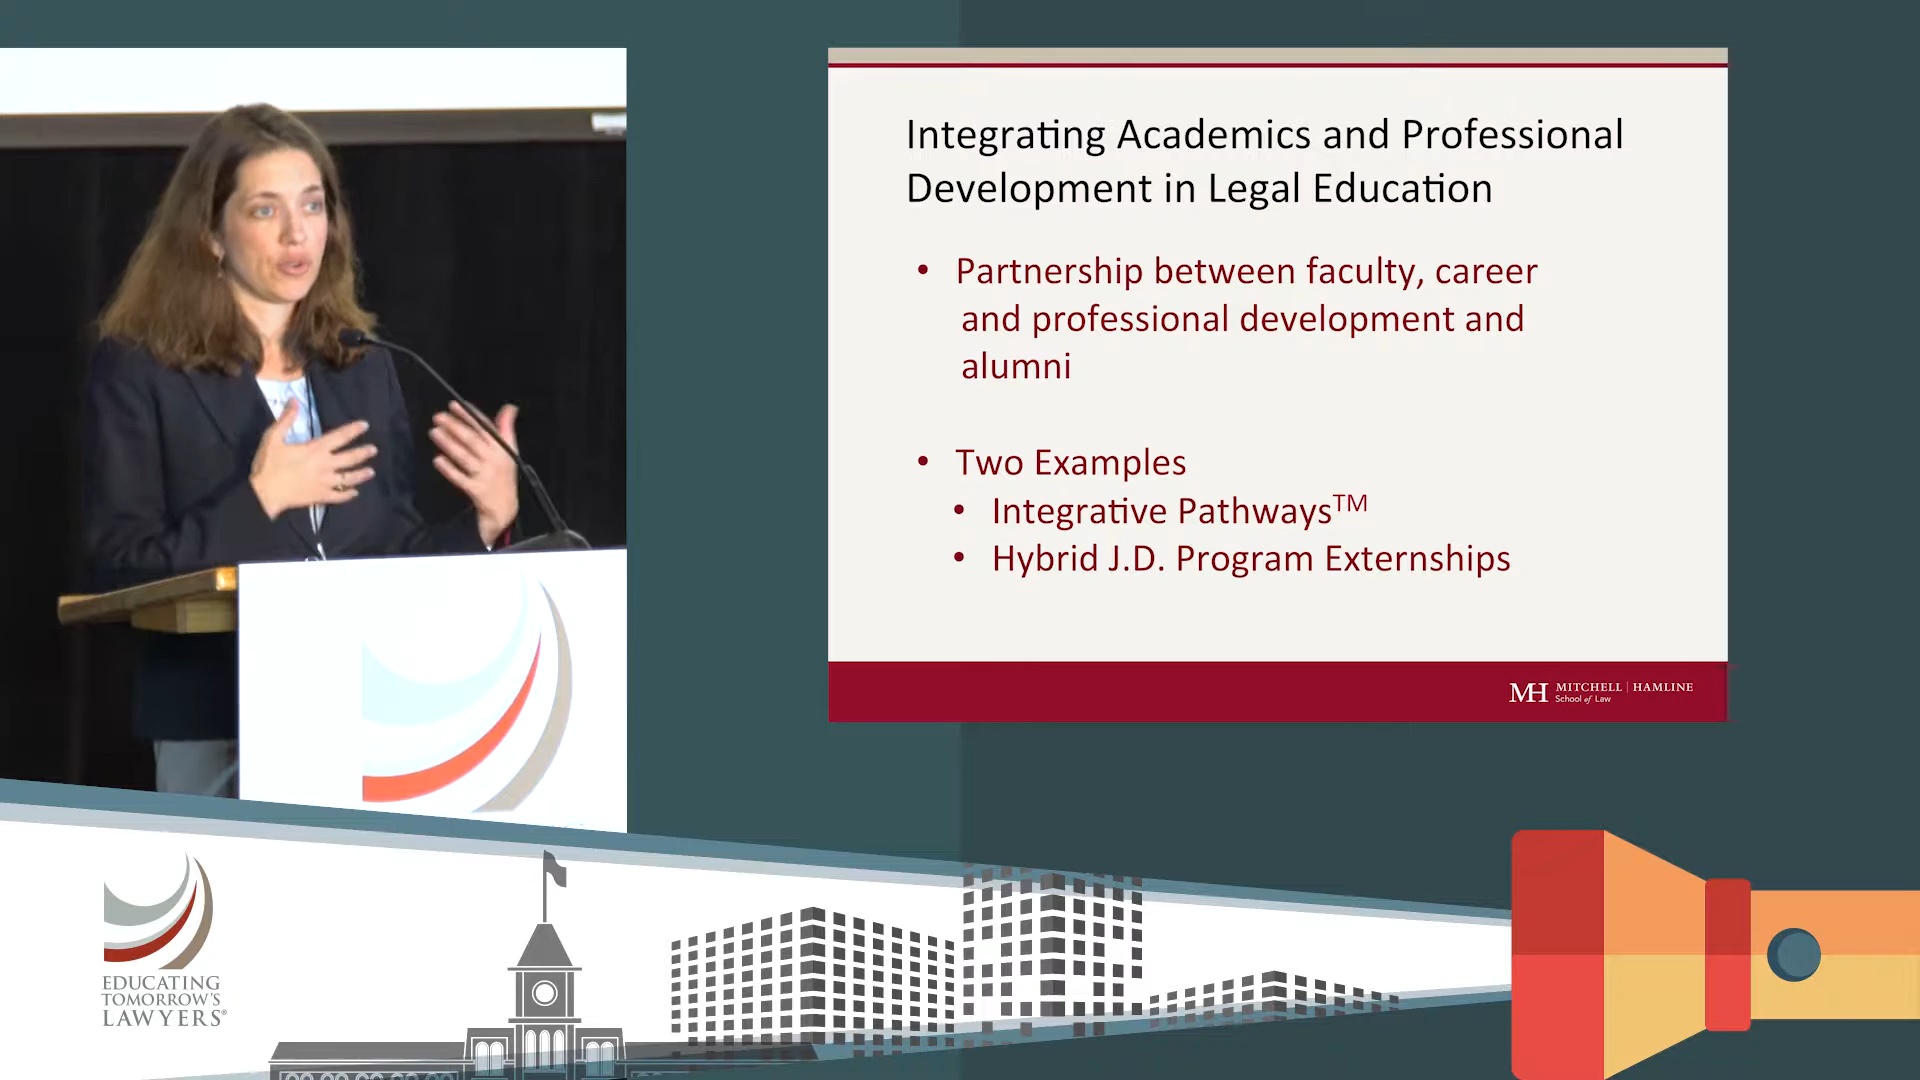 Integrating Academics and Professional
Development in Legal Education
• Partnership between faculty, career
and professional development and
alumni
• Two Examples
• Integrative Pathways™
• Hybrid J.D. Program Externships
MH MITCHELL | HAMLINE
School of Law
EDUCATING
TOMORROW'S
LAWYERS®